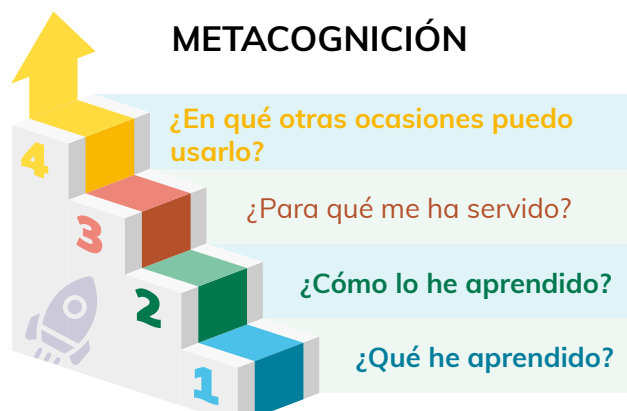 METACOGNICIÓN
¿En qué otras ocasiones puedo
usarlo?
4
¿Para qué me ha servido?
3
¿Cómo lo he aprendido?
2
¿Qué he aprendido?
1